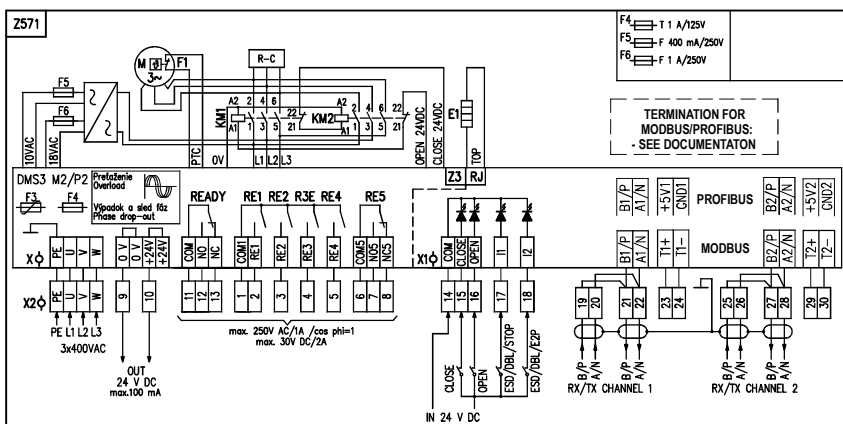 Z571
F4 T 1 A/125V
F5 F 400 mA/250V
F6 F 1 A/250V
M
3~
F1
R-C
F5
F6
A2 2 4 6 22
KM1
A1 1 3 5 21
KM2
A2 2 4 6 22
A1 1 3 5 21
E1
10VAC
18VAC
PTC
0V
L1 L2 L3
OPEN 24VDC
CLOSE 24VDC
TOP
TERMINATION FOR
MODBUS/PROFIBUS:
- SEE DOCUMENTATON
DMS3 M2/P2
F3
F4
Preťaženie
Overload
Výpadok a sled fáz
Phase drop-out
READY
RE1 RE2 R3E RE4
RE5
Z3 RJ
B1/P A1/N +5V1 GND1
PROFIBUS
B2/P A2/N +5V2 GND2
X
PE U V W
0 V 0 V +24V +24V
COM NO NC
COM1 RE1 RE2 RE3 RE4
COM5 NO5 NC5
X1
COM CLOSE OPEN I1 I2
B1/P A1/N T1+ T1-
MODBUS
B2/P A2/N T2+ T2-
X2
PE U V W
9 10 11 12 13 1 2 3 4 5 6 7 8 14 15 16 17 18
19 20 21 22 23 24 25 26 27 28 29 30
PE L1 L2 L3
3x400VAC
OUT
24 V DC
max.100 mA
max. 250V AC/1A /cos phi=1
max. 30V DC/2A
CLOSE
OPEN
ESD/DBL/STOP
ESD/DBL/E2P
IN 24 V DC
B/P A/N B/P A/N
RX/TX CHANNEL 1
B/P A/N B/P A/N
RX/TX CHANNEL 2